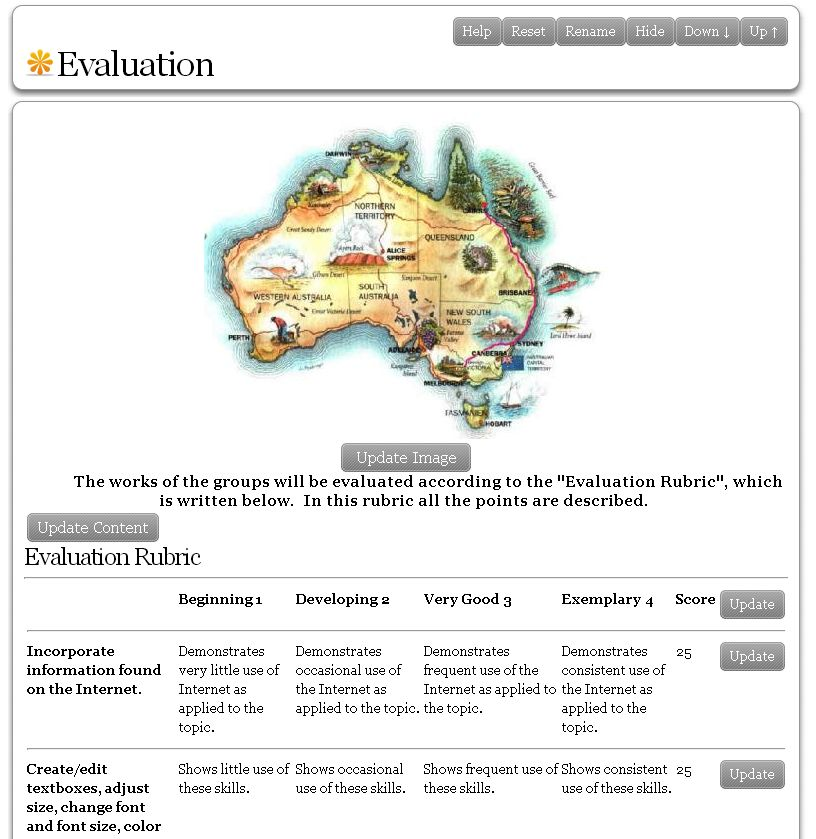 Help Reset Rename Hide Down ↓ Up ↑
Evaluation
DARWIN
Great Barrier Reef
NORTHERN
TERRITORY
CAIRNS
Great Sandy Desert
QUEENSLAND
Ayers Rock
ALICE
SPRINGS
Gibson Desert
Simpson Desert
WESTERN AUSTRALIA
SOUTH
AUSTRALIA
BRISBANE
Great Victoria Desert
NEW SOUTH
WALES
Barossa
Valley
Lord Howe Island
PERTH
ADELAIDE
SYDNEY
CANBERRA
AUSTRALIAN
CAPITAL
TERRITORY
Kangaroo
Island
VICTORIA
MELBOURNE
TASMANIEN
HOBART
Update Image
The works of the groups will be evaluated according to the "Evaluation Rubric", which
is written below. In this rubric all the points are described.
Update Content
Evaluation Rubric
Beginning 1 Developing 2 Very Good 3 Exemplary 4 Score Update
Incorporate Demonstrates Demonstrates Demonstrates Demonstrates 25 Update
information found very little use of occasional use of frequent use of the consistent use of
on the Internet. Internet as the Internet as Internet as applied to the Internet as
applied to the applied to the topic. the topic. applied to the
topic. topic.
Create/edit Shows little use of Shows occasional Shows frequent use of Shows consistent 25 Update
textboxes, adjust these skills. use of these skills. these skills. use of these skills.
size, change font
and font size, color